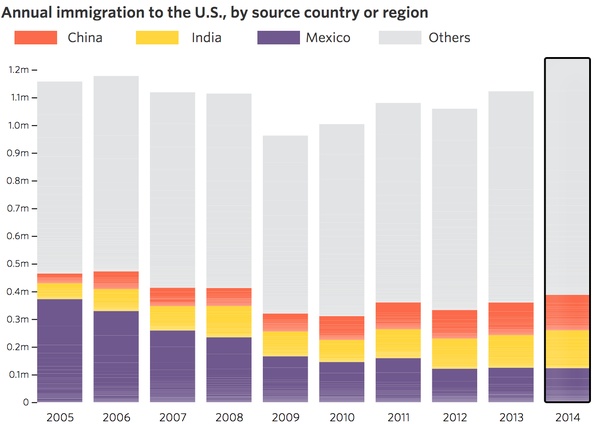 Annual immigration to the U.S., by source country or region
China India Mexico Others
1.2m
1.1m
1.0m
0.9m
0.8m
0.7m
0.6m
0.5m
0.4m
0.3m
0.2m
0.1m
0
2005 2006 2007 2008 2009 2010 2011 2012 2013 2014